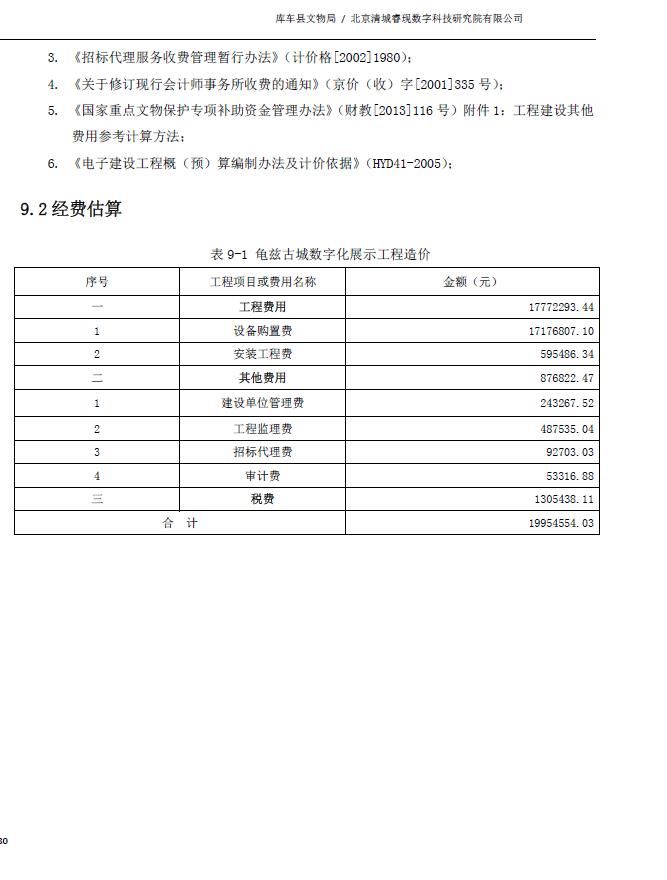 库车县文物局 / 北京清城睿现数字科技研究院有限公司
3. 《招标代理服务收费管理暂行办法》(计价格[2002]1980);
4. 《关于修订现行会计师事务所收费的通知》(京价（收）字[2001]335 号);
5. 《国家重点文物保护专项补助资金管理办法》(财教[2013]116 号）附件 1: 工程建设其他
费用参考计算方法;
6. 《电子建设工程概（预）算编制办法及计价依据》(HYD41-2005);
9.2 经费估算
表 9-1 龟兹古城数字化展示工程造价
序号 工程项目或费用名称 金额（元）
一 工程费用 17772293.44
1 设备购置费 17176807.10
2 安装工程费 595486.34
二 其他费用 876822.47
1 建设单位管理费 243267.52
2 工程监理费 487535.04
3 招标代理费 92703.03
4 审计费 53316.88
三 税费 1305438.11
合 计 19954554.03